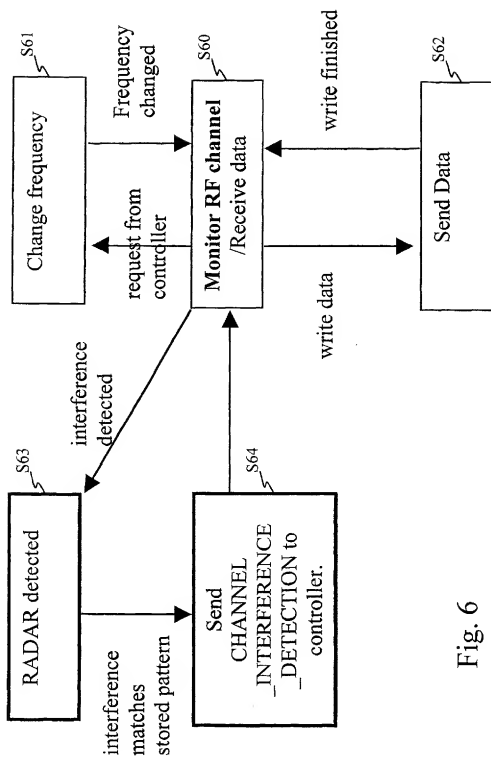 S63
RADAR detected
interference
matches
stored pattern
S64
Send
CHANNEL
_INTERFERENCE
_DETECTION to
controller.
interference
detected
S61
Change frequency
request from
controller
Frequency
changed
S60
Monitor RF channel
/Receive data
write data
write finished
S62
Send Data
Fig. 6